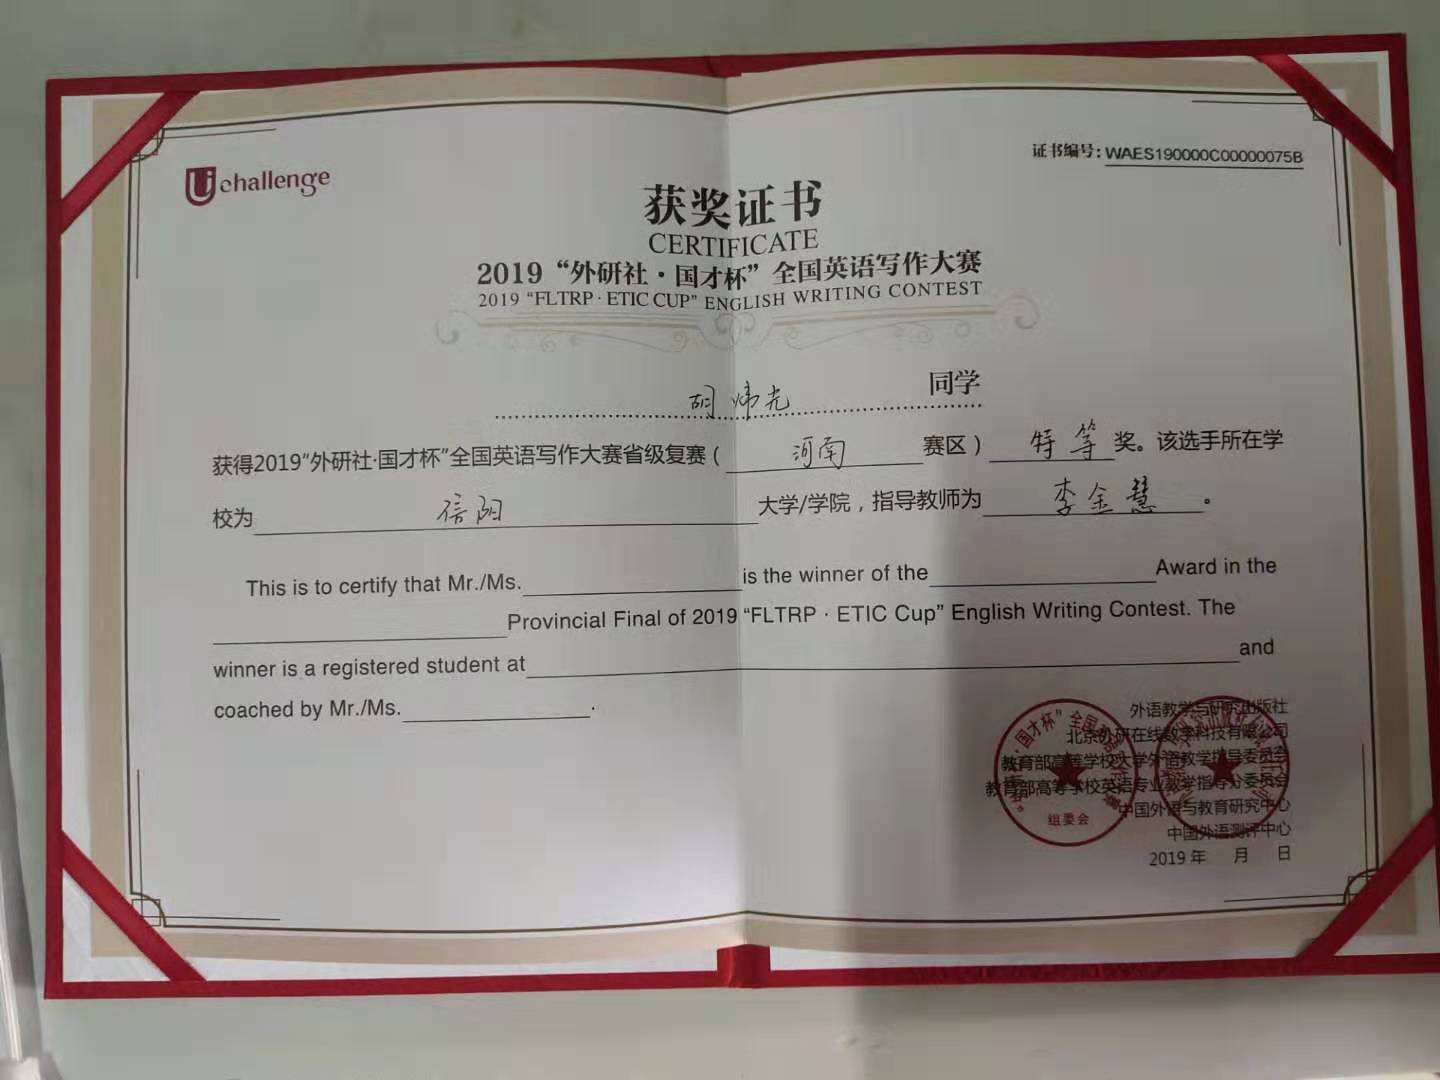 Uchallenge
证书编号：WAES190000C00000075B
获奖证书
CERTIFICATE
2019“外研社·国才杯”全国英语写作大赛
2019 “FLTRP · ETIC CUP” ENGLISH WRITING CONTEST
胡炜光 同学
获得2019“外研社·国才杯”全国英语写作大赛省级复赛（ 河南 赛区） 特等 奖。该选手所在学
校为 信阳 大学/学院，指导教师为 李金慧 。
This is to certify that Mr./Ms. is the winner of the Award in the
Provincial Final of 2019 “FLTRP · ETIC Cup” English Writing Contest. The
winner is a registered student at and
coached by Mr./Ms. .
外语教学与研究出版社
北京外研在线数字科技有限公司
教育部高等学校大学外语教学指导委员会
教育部高等学校英语专业教学指导分委员会
中国外语与教育研究中心
中国外语测评中心
2019 年 月 日
组委会